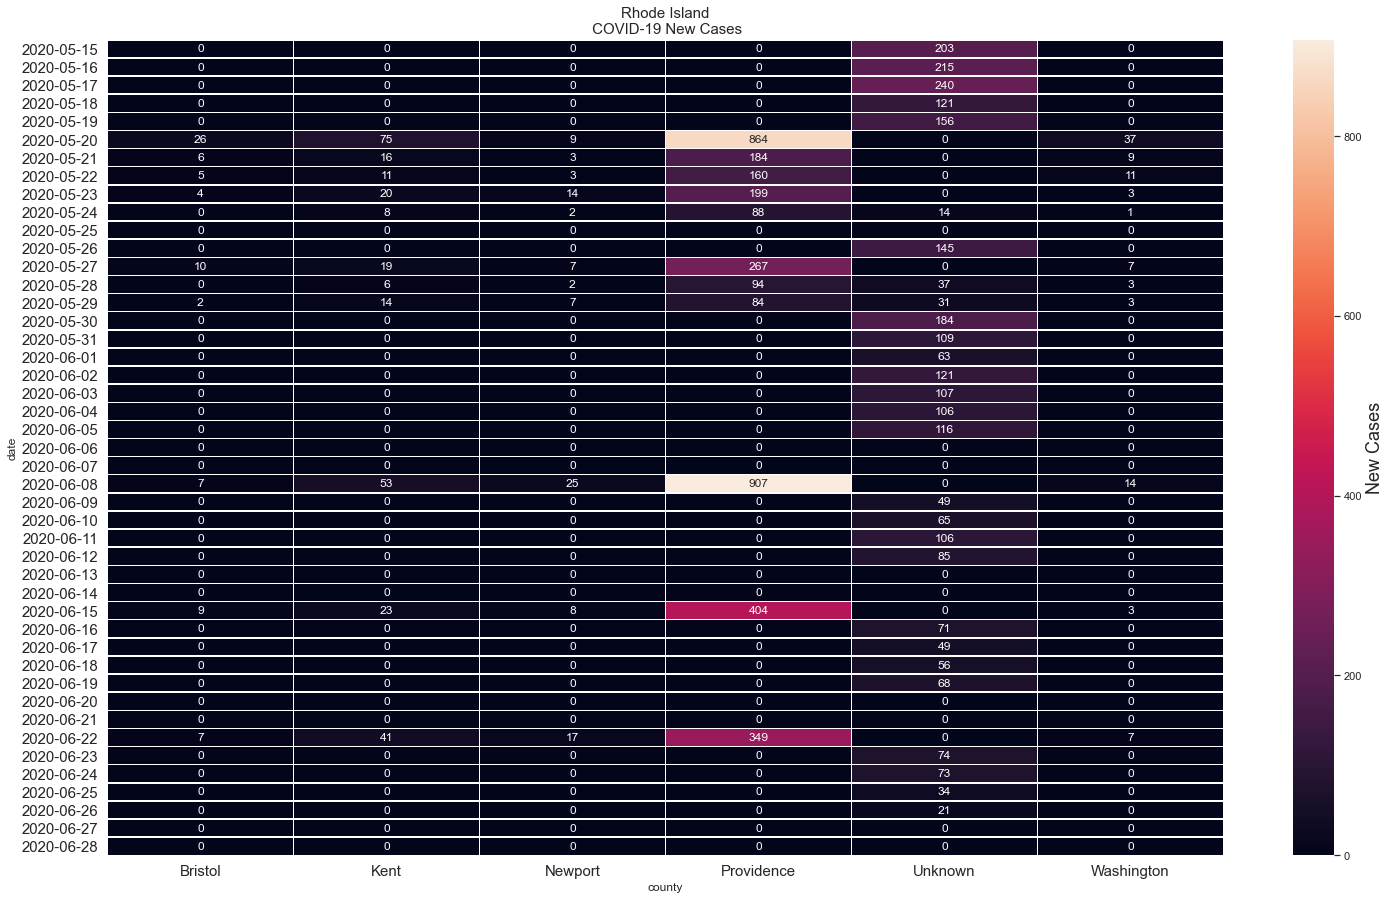 Rhode Island
COVID-19 New Cases
2020-05-15 0 0 0 0 203 0
2020-05-16 0 0 0 0 215 0
2020-05-17 0 0 0 0 240 0
2020-05-18 0 0 0 0 121 0
2020-05-19 0 0 0 0 156 0
2020-05-20 26 75 9 864 0 37
2020-05-21 6 16 3 184 0 9
2020-05-22 5 11 3 160 0 11
2020-05-23 4 20 14 199 0 3
2020-05-24 0 8 2 88 14 1
2020-05-25 0 0 0 0 0 0
2020-05-26 0 0 0 0 145 0
2020-05-27 10 19 7 267 0 7
2020-05-28 0 6 2 94 37 3
2020-05-29 2 14 7 84 31 3
2020-05-30 0 0 0 0 184 0
2020-05-31 0 0 0 0 109 0
2020-06-01 0 0 0 0 63 0
2020-06-02 0 0 0 0 121 0
2020-06-03 0 0 0 0 107 0
2020-06-04 0 0 0 0 106 0
2020-06-05 0 0 0 0 116 0
2020-06-06 0 0 0 0 0 0
2020-06-07 0 0 0 0 0 0
2020-06-08 7 53 25 907 0 14
2020-06-09 0 0 0 0 49 0
2020-06-10 0 0 0 0 65 0
2020-06-11 0 0 0 0 106 0
2020-06-12 0 0 0 0 85 0
2020-06-13 0 0 0 0 0 0
2020-06-14 0 0 0 0 0 0
2020-06-15 9 23 8 404 0 3
2020-06-16 0 0 0 0 71 0
2020-06-17 0 0 0 0 49 0
2020-06-18 0 0 0 0 56 0
2020-06-19 0 0 0 0 68 0
2020-06-20 0 0 0 0 0 0
2020-06-21 0 0 0 0 0 0
2020-06-22 7 41 17 349 0 7
2020-06-23 0 0 0 0 74 0
2020-06-24 0 0 0 0 73 0
2020-06-25 0 0 0 0 34 0
2020-06-26 0 0 0 0 21 0
2020-06-27 0 0 0 0 0 0
2020-06-28 0 0 0 0 0 0
Bristol Kent Newport Providence Unknown Washington
county
date
800
600
400
200
0
New Cases